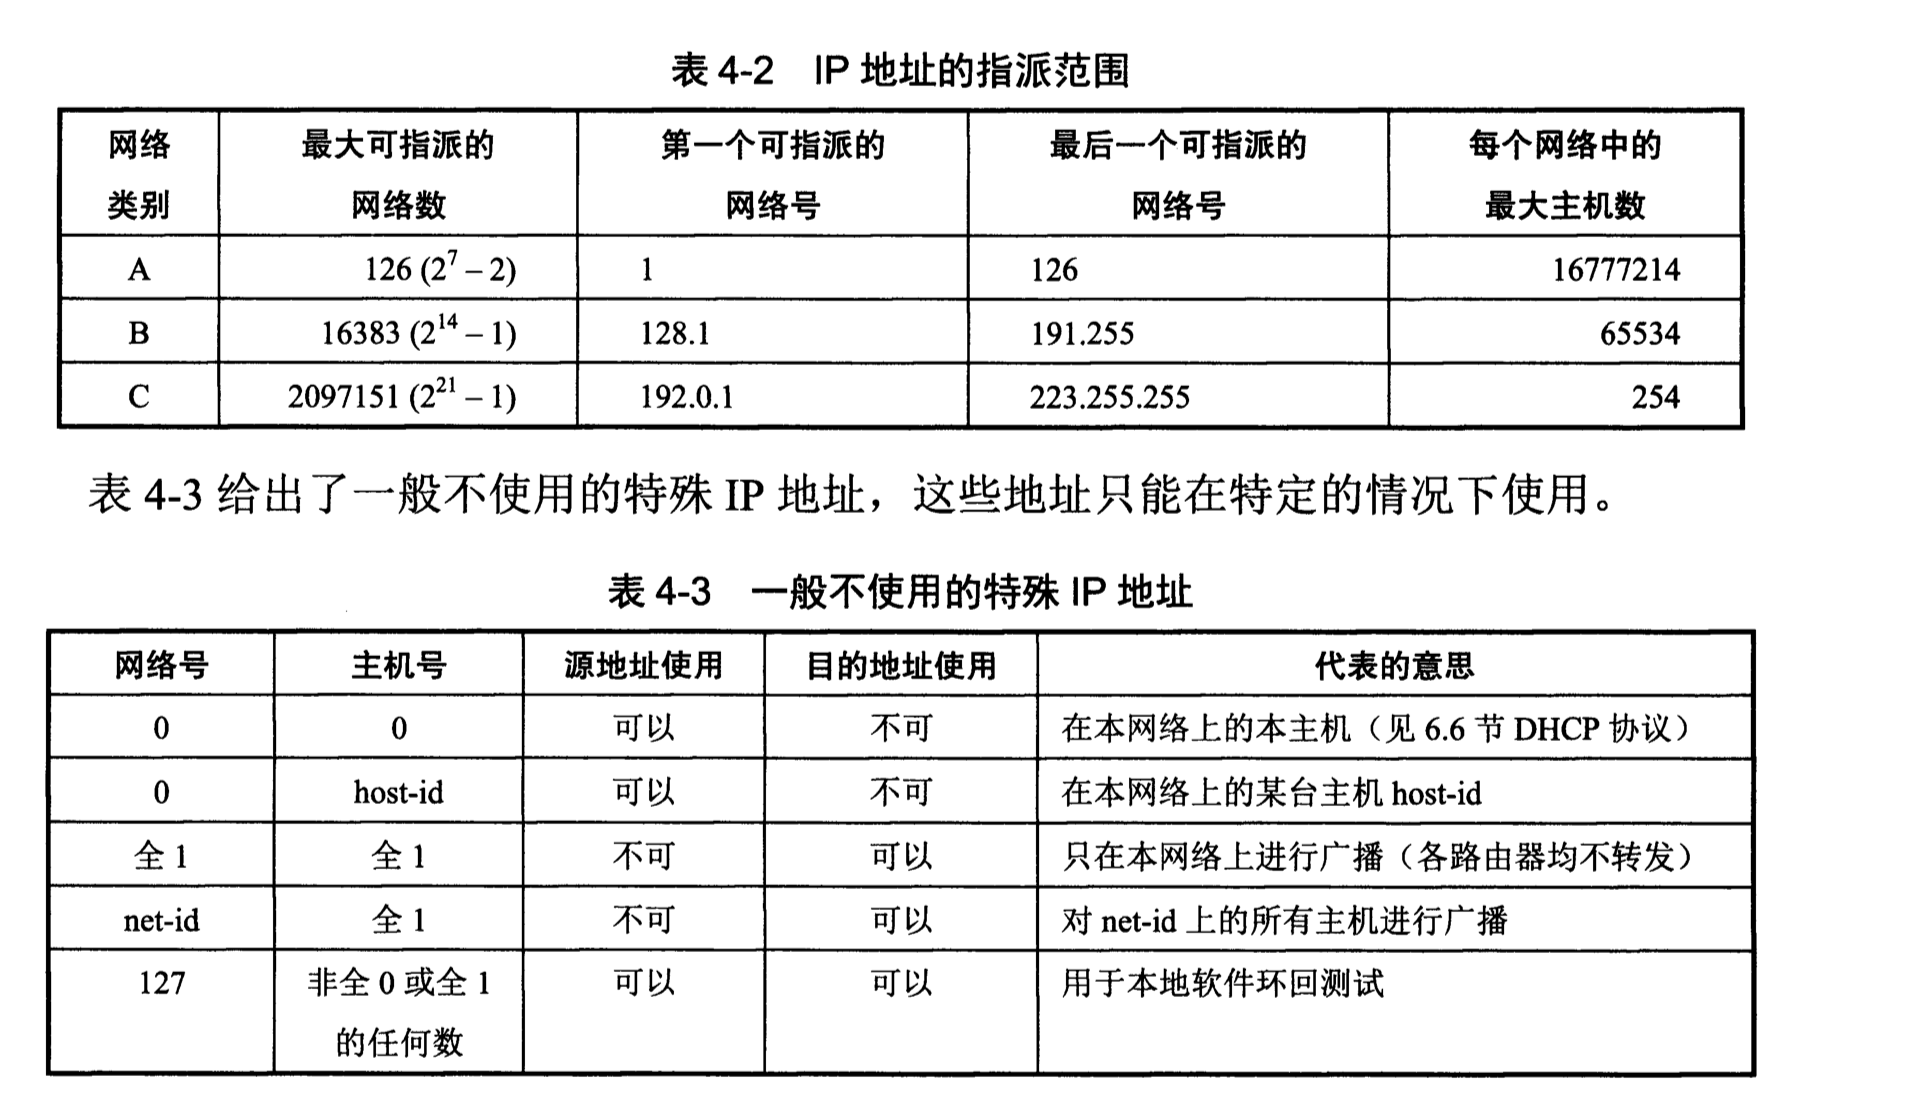 表 4-2 IP 地址的指派范围
网络 最大可指派的 第一个可指派的 最后一个可指派的 每个网络中的
类别 网络数 网络号 网络号 最大主机数
A 126 (2⁷ – 2) 1 126 16777214
B 16383 (2¹⁴ – 1) 128.1 191.255 65534
C 2097151 (2²¹ – 1) 192.0.1 223.255.255 254
表 4-3 给出了一般不使用的特殊 IP 地址，这些地址只能在特定的情况下使用。
表 4-3 一般不使用的特殊 IP 地址
网络号 主机号 源地址使用 目的地址使用 代表的意思
0 0 可以 不可 在本网络上的本主机（见 6.6 节 DHCP 协议）
0 host-id 可以 不可 在本网络上的某台主机 host-id
全 1 全 1 不可 可以 只在本网络上进行广播（各路由器均不转发）
net-id 全 1 不可 可以 对 net-id 上的所有主机进行广播
127 非全 0 或全 1 可以 可以 用于本地软件环回测试
的任何数